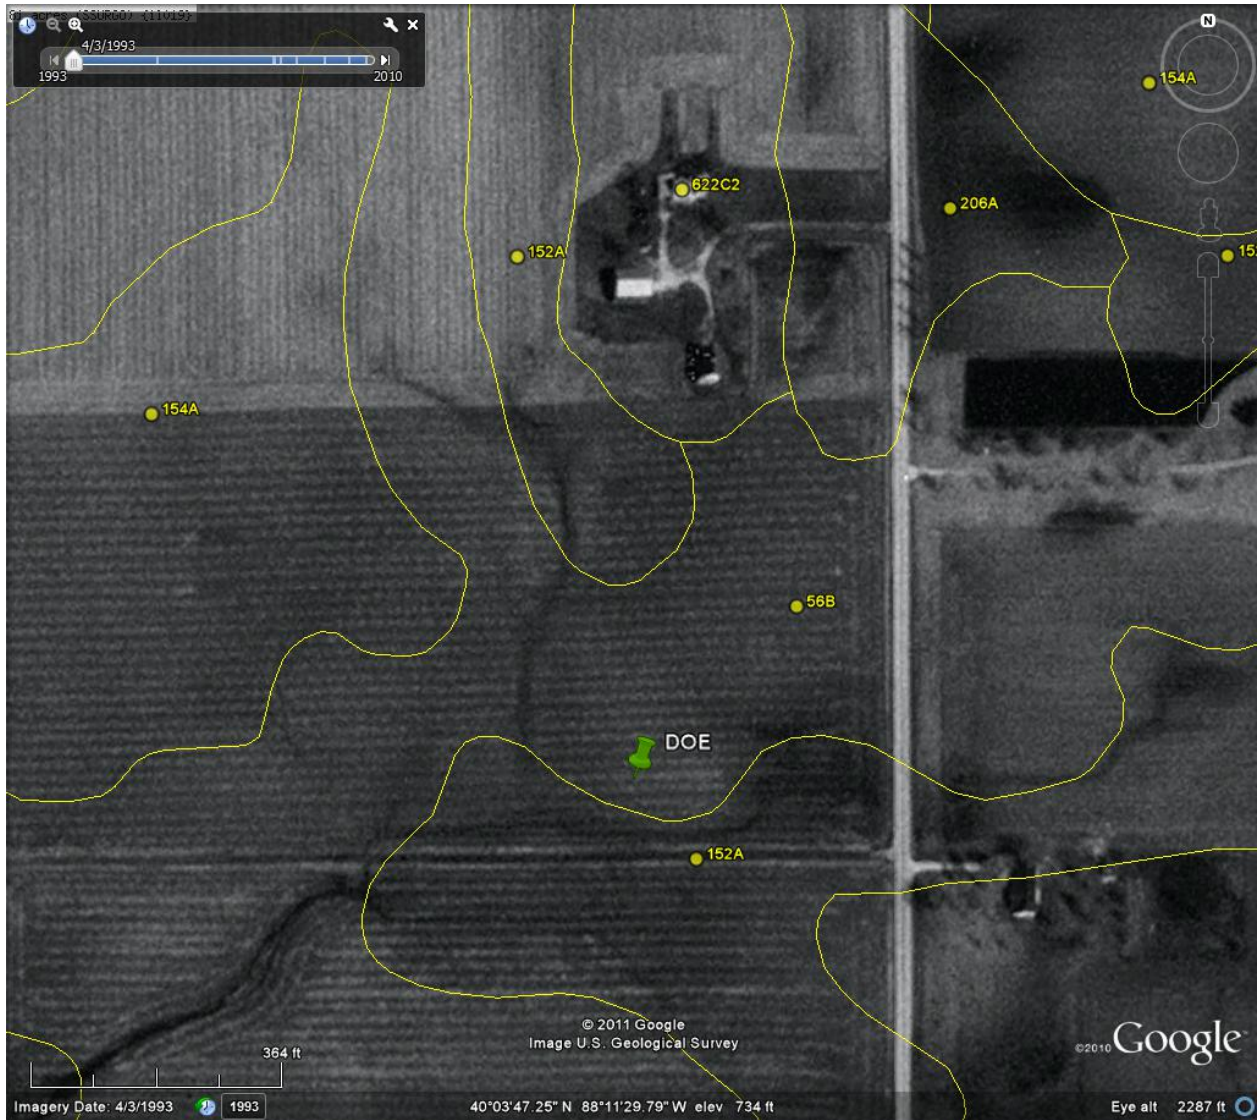 4/3/1993
1993
2010
N
154A
622C2
206A
152A
154A
56B
DOE
152A
© 2011 Google
Image U.S. Geological Survey
©2010 Google
364 ft
Imagery Date: 4/3/1993
1993
40°03'47.25" N 88°11'29.79" W elev 734 ft
Eye alt 2287 ft